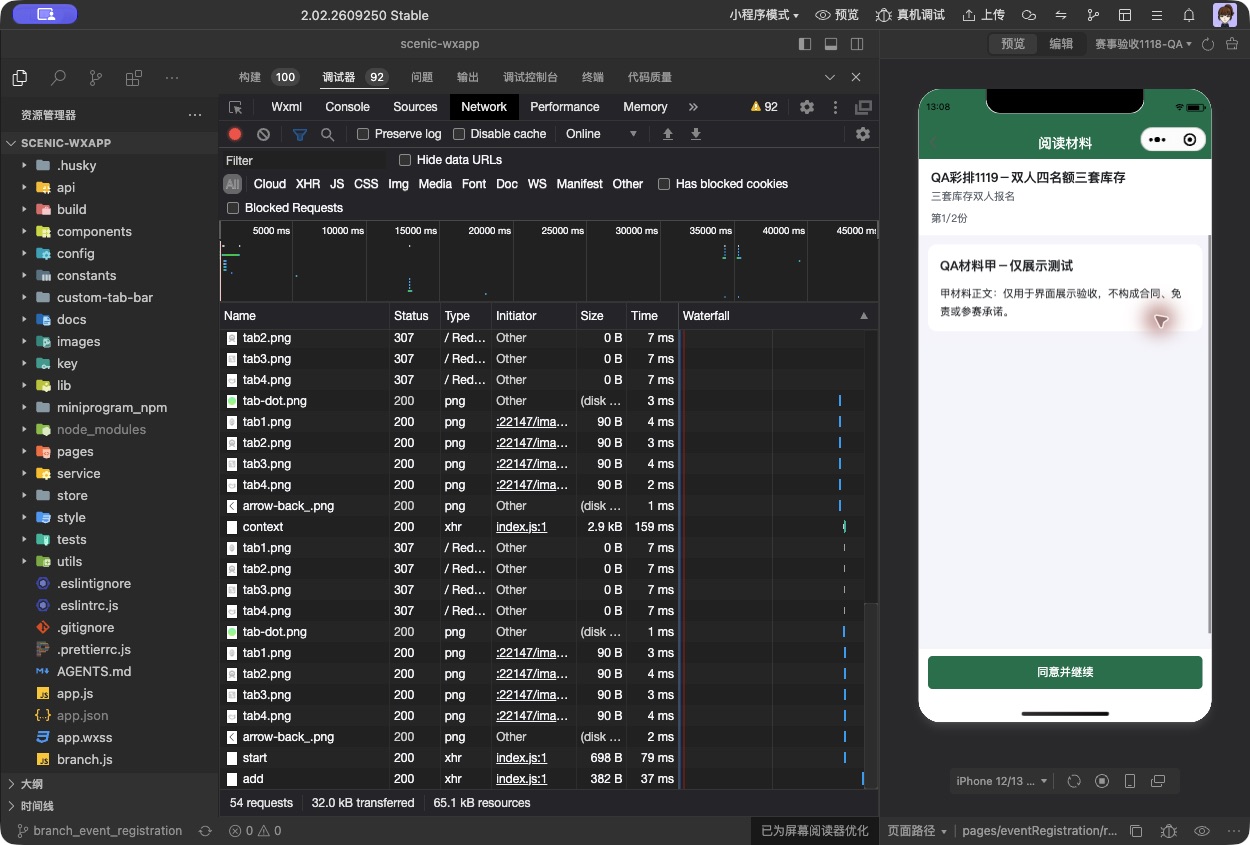 2.02.2609250 Stable
小程序模式
预览
真机调试
上传
scenic-wxapp
预览
编辑
赛事验收1118-QA
资源管理器
SCENIC-WXAPP
.husky
api
build
components
config
constants
custom-tab-bar
docs
images
key
lib
miniprogram_npm
node_modules
pages
service
store
style
tests
utils
.eslintignore
.eslintrc.js
.gitignore
.prettierrc.js
AGENTS.md
app.js
app.json
app.wxss
branch.js
大纲
时间线
构建 100
调试器 92
问题
输出
调试控制台
终端
代码质量
Wxml
Console
Sources
Network
Performance
Memory
92
Preserve log
Disable cache
Online
Filter
Hide data URLs
All Cloud XHR JS CSS Img Media Font Doc WS Manifest Other Has blocked cookies
Blocked Requests
5000 ms 10000 ms 15000 ms 20000 ms 25000 ms 30000 ms 35000 ms 40000 ms 45000 ms
Name Status Type Initiator Size Time Waterfall
tab2.png 307 / Red... Other 0 B 7 ms
tab3.png 307 / Red... Other 0 B 7 ms
tab4.png 307 / Red... Other 0 B 7 ms
tab-dot.png 200 png Other (disk ... 3 ms
tab1.png 200 png :22147/ima... 90 B 4 ms
tab2.png 200 png :22147/ima... 90 B 3 ms
tab3.png 200 png :22147/ima... 90 B 4 ms
tab4.png 200 png :22147/ima... 90 B 2 ms
arrow-back_.png 200 png Other (disk ... 1 ms
context 200 xhr index.js:1 2.9 kB 159 ms
tab1.png 307 / Red... Other 0 B 7 ms
tab2.png 307 / Red... Other 0 B 7 ms
tab3.png 307 / Red... Other 0 B 7 ms
tab4.png 307 / Red... Other 0 B 7 ms
tab-dot.png 200 png Other (disk ... 1 ms
tab1.png 200 png :22147/ima... 90 B 3 ms
tab2.png 200 png :22147/ima... 90 B 4 ms
tab3.png 200 png :22147/ima... 90 B 3 ms
tab4.png 200 png :22147/ima... 90 B 4 ms
arrow-back_.png 200 png Other (disk ... 2 ms
start 200 xhr index.js:1 698 B 79 ms
add 200 xhr index.js:1 382 B 37 ms
54 requests 32.0 kB transferred 65.1 kB resources
13:08
阅读材料
QA彩排1119－双人四名额三套库存
三套库存双人报名
第1/2份
QA材料甲－仅展示测试
甲材料正文：仅用于界面展示验收，不构成合同、免
责或参赛承诺。
同意并继续
iPhone 12/13 ...
branch_event_registration
0 0
已为屏幕阅读器优化
页面路径
pages/eventRegistration/r...